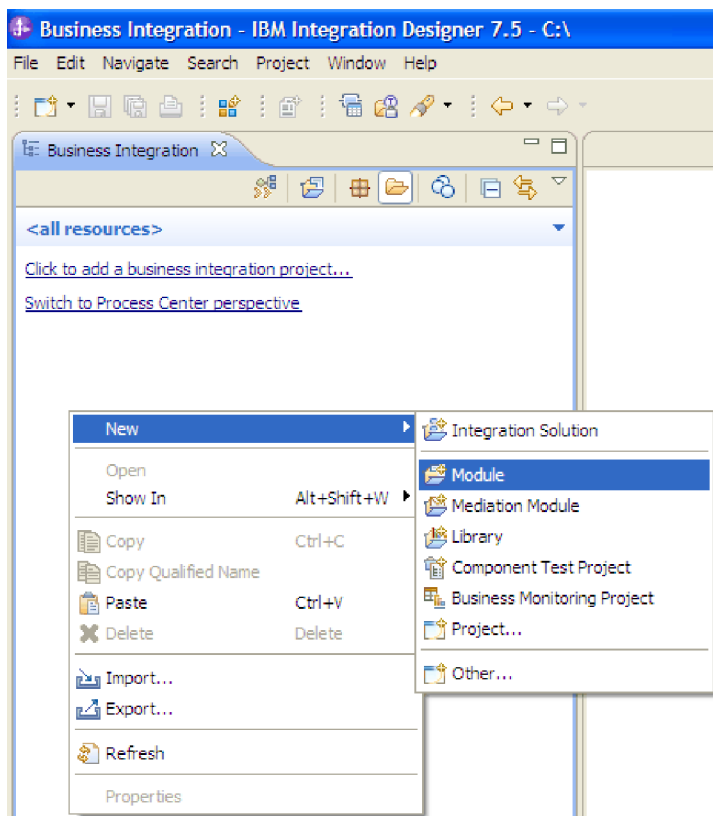 Business Integration - IBM Integration Designer 7.5 - C:\
File Edit Navigate Search Project Window Help
Business Integration
<all resources>
Click to add a business integration project...
Switch to Process Center perspective
New
Open
Show In Alt+Shift+W
Copy Ctrl+C
Copy Qualified Name
Paste Ctrl+V
Delete Delete
Import...
Export...
Refresh
Properties
Integration Solution
Module
Mediation Module
Library
Component Test Project
Business Monitoring Project
Project...
Other...